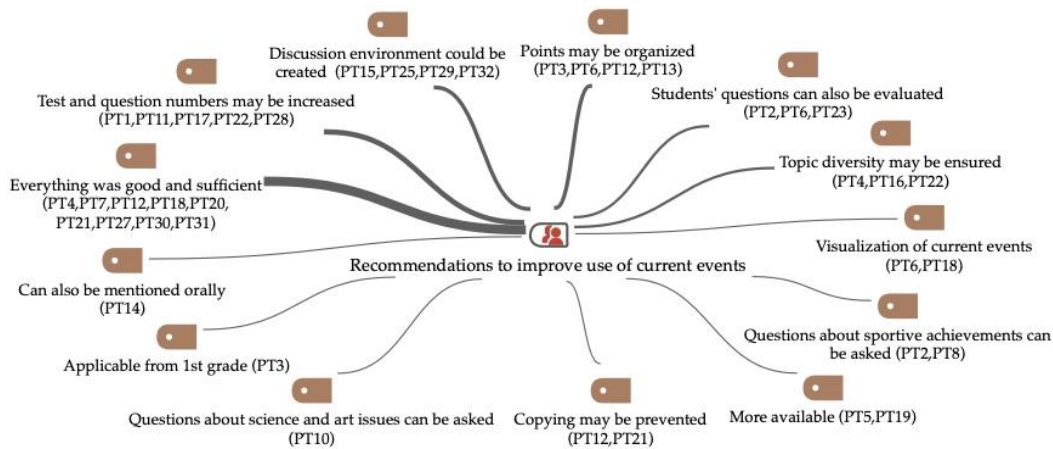 Discussion environment could be
created (PT15,PT25,PT29,PT32)
Points may be organized
(PT3,PT6,PT12,PT13)
Test and question numbers may be increased
(PT1,PT11,PT17,PT22,PT28)
Students' questions can also be evaluated
(PT2,PT6,PT23)
Everything was good and sufficient
(PT4,PT7,PT12,PT18,PT20,
PT21,PT27,PT30,PT31)
Topic diversity may be ensured
(PT4,PT16,PT22)
Visualization of current events
(PT6,PT18)
Recommendations to improve use of current events
Can also be mentioned orally
(PT14)
Questions about sportive achievements can
be asked (PT2,PT8)
Applicable from 1st grade (PT3)
Questions about science and art issues can be asked
(PT10)
Copying may be prevented
(PT12,PT21)
More available (PT5,PT19)